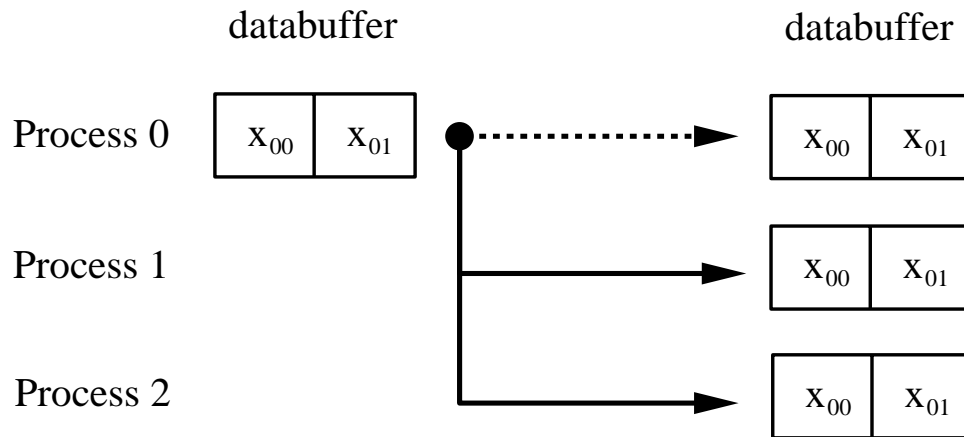 databuffer databuffer
Process 0 x₀₀ x₀₁ x₀₀ x₀₁
Process 1 x₀₀ x₀₁
Process 2 x₀₀ x₀₁